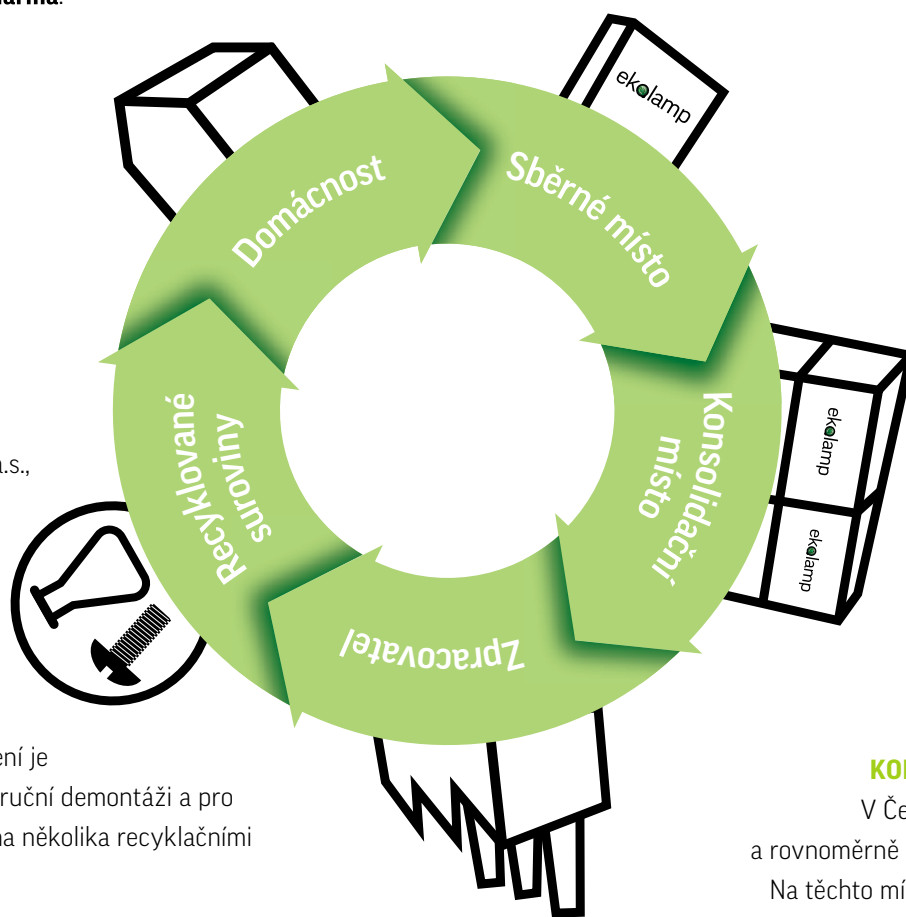 ekolamp
Domácnost
Sběrné místo
Konsolidační
místo
ekolamp
ekolamp
Zpracovatel
Recyklované
suroviny
a.s.,
ení je
ruční demontáži a pro
na několika recyklačními
V Če
a rovnoměrně
Na těchto mí